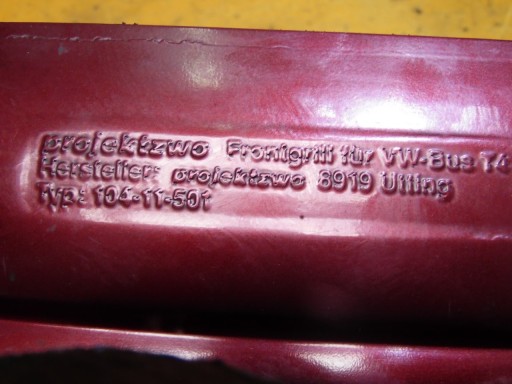 projektzwo Frontgrill für VW-Bus T4
Hersteller: projektzwo 8919 Utting
Typ: 104-11-501